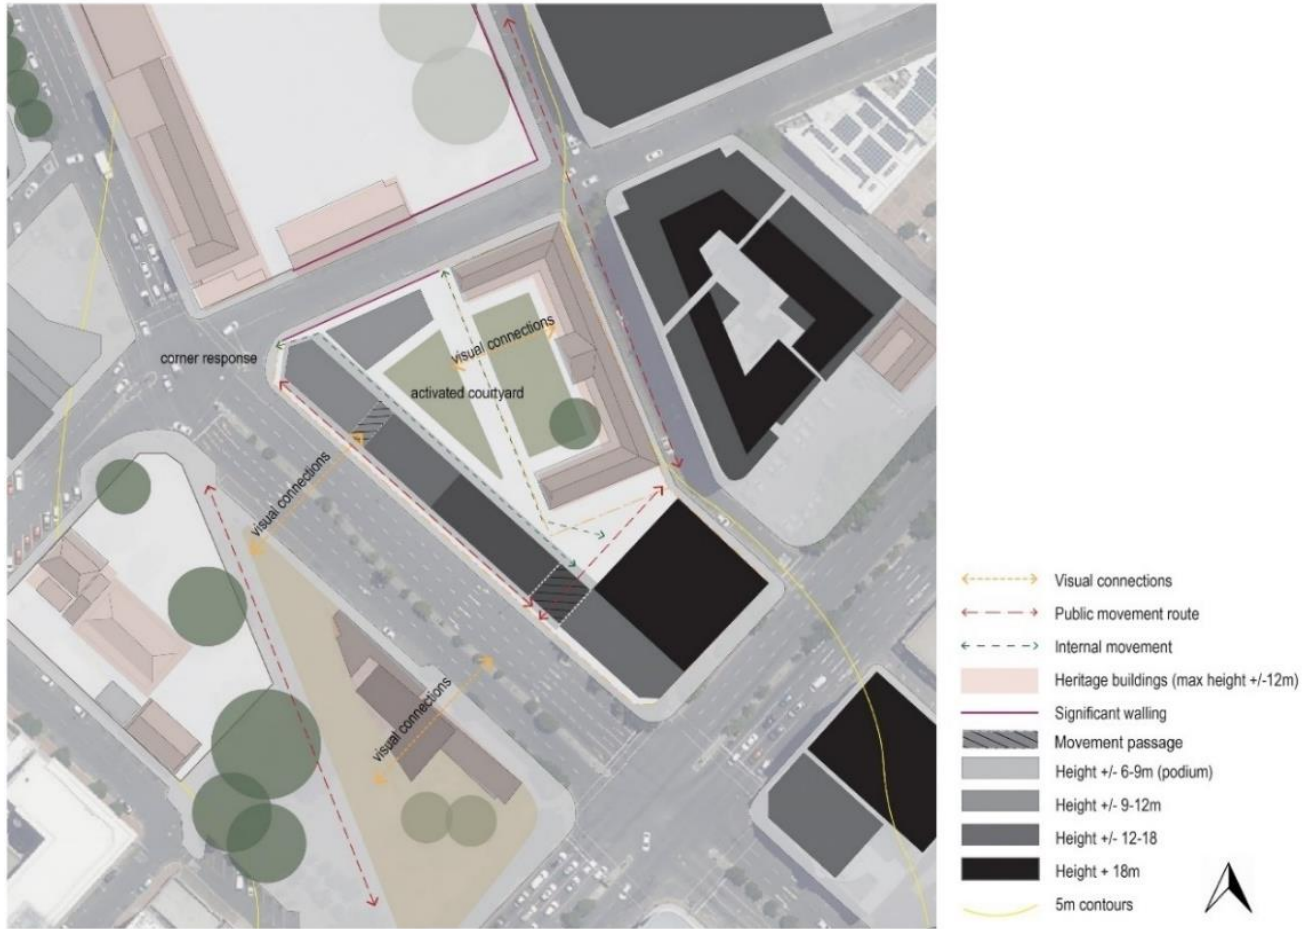 visual connections
corner response
activated courtyard
visual connections
visual connections
Visual connections
Public movement route
Internal movement
Heritage buildings (max height +/-12m)
Significant walling
Movement passage
Height +/- 6-9m (podium)
Height +/- 9-12m
Height +/- 12-18
Height + 18m
5m contours